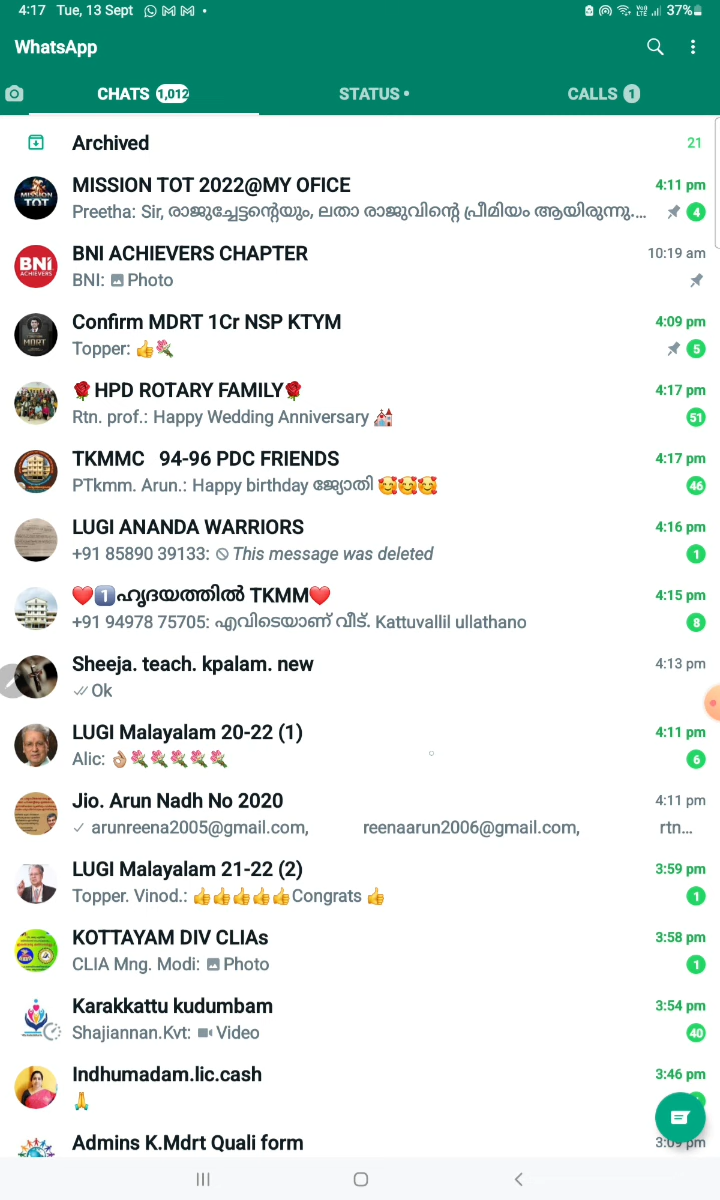 4:17 Tue, 13 Sept
37%
WhatsApp
CHATS 1,012 STATUS CALLS 1
Archived 21
MISSION TOT 2022@MY OFICE 4:11 pm
Preetha: Sir, രാജുച്ചേട്ടന്റെയും, ലതാ രാജുവിന്റെ പ്രീമിയം ആയിരുന്നു.... 4
BNI ACHIEVERS CHAPTER 10:19 am
BNI: Photo
Confirm MDRT 1Cr NSP KTYM 4:09 pm
Topper: 👍💐 5
🌹HPD ROTARY FAMILY🌹 4:17 pm
Rtn. prof.: Happy Wedding Anniversary 💒 51
TKMMC 94-96 PDC FRIENDS 4:17 pm
PTkmm. Arun.: Happy birthday ജ്യോതി 🥰🥰🥰 46
LUGI ANANDA WARRIORS 4:16 pm
+91 85890 39133: This message was deleted 1
❤️1️⃣ഹൃദയത്തിൽ TKMM❤️ 4:15 pm
+91 94978 75705: എവിടെയാണ് വീട്. Kattuvallil ullathano 8
Sheeja. teach. kpalam. new 4:13 pm
Ok
LUGI Malayalam 20-22 (1) 4:11 pm
Alic: 👌💐💐💐💐💐 6
Jio. Arun Nadh No 2020 4:11 pm
arunreena2005@gmail.com, reenaarun2006@gmail.com, rtn...
LUGI Malayalam 21-22 (2) 3:59 pm
Topper. Vinod.: 👍👍👍👍👍Congrats 👍 1
KOTTAYAM DIV CLIAs 3:58 pm
CLIA Mng. Modi: Photo 1
Karakkattu kudumbam 3:54 pm
Shajiannan.Kvt: Video 40
Indhumadam.lic.cash 3:46 pm
🙏
Admins K.Mdrt Quali form 3:09 pm